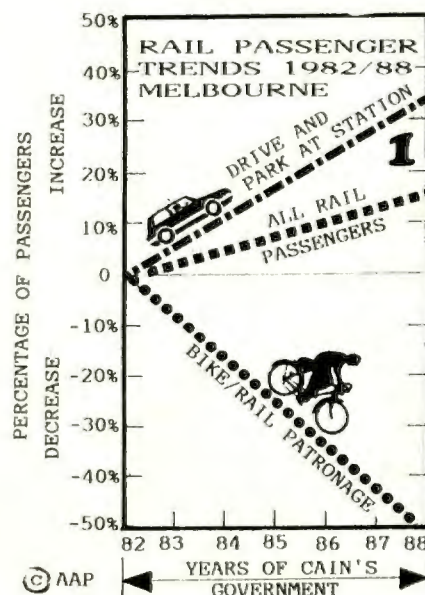 RAIL PASSENGER
TRENDS 1982/88
MELBOURNE
50%
40%
30%
20%
10%
0
-10%
-20%
-30%
-40%
-50%
PERCENTAGE OF PASSENGERS
INCREASE
DECREASE
DRIVE AND
PARK AT STATION
1
ALL RAIL
PASSENGERS
BIKE/RAIL PATRONAGE
82 83 84 85 86 87 88
© AAP
YEARS OF CAIN'S
GOVERNMENT